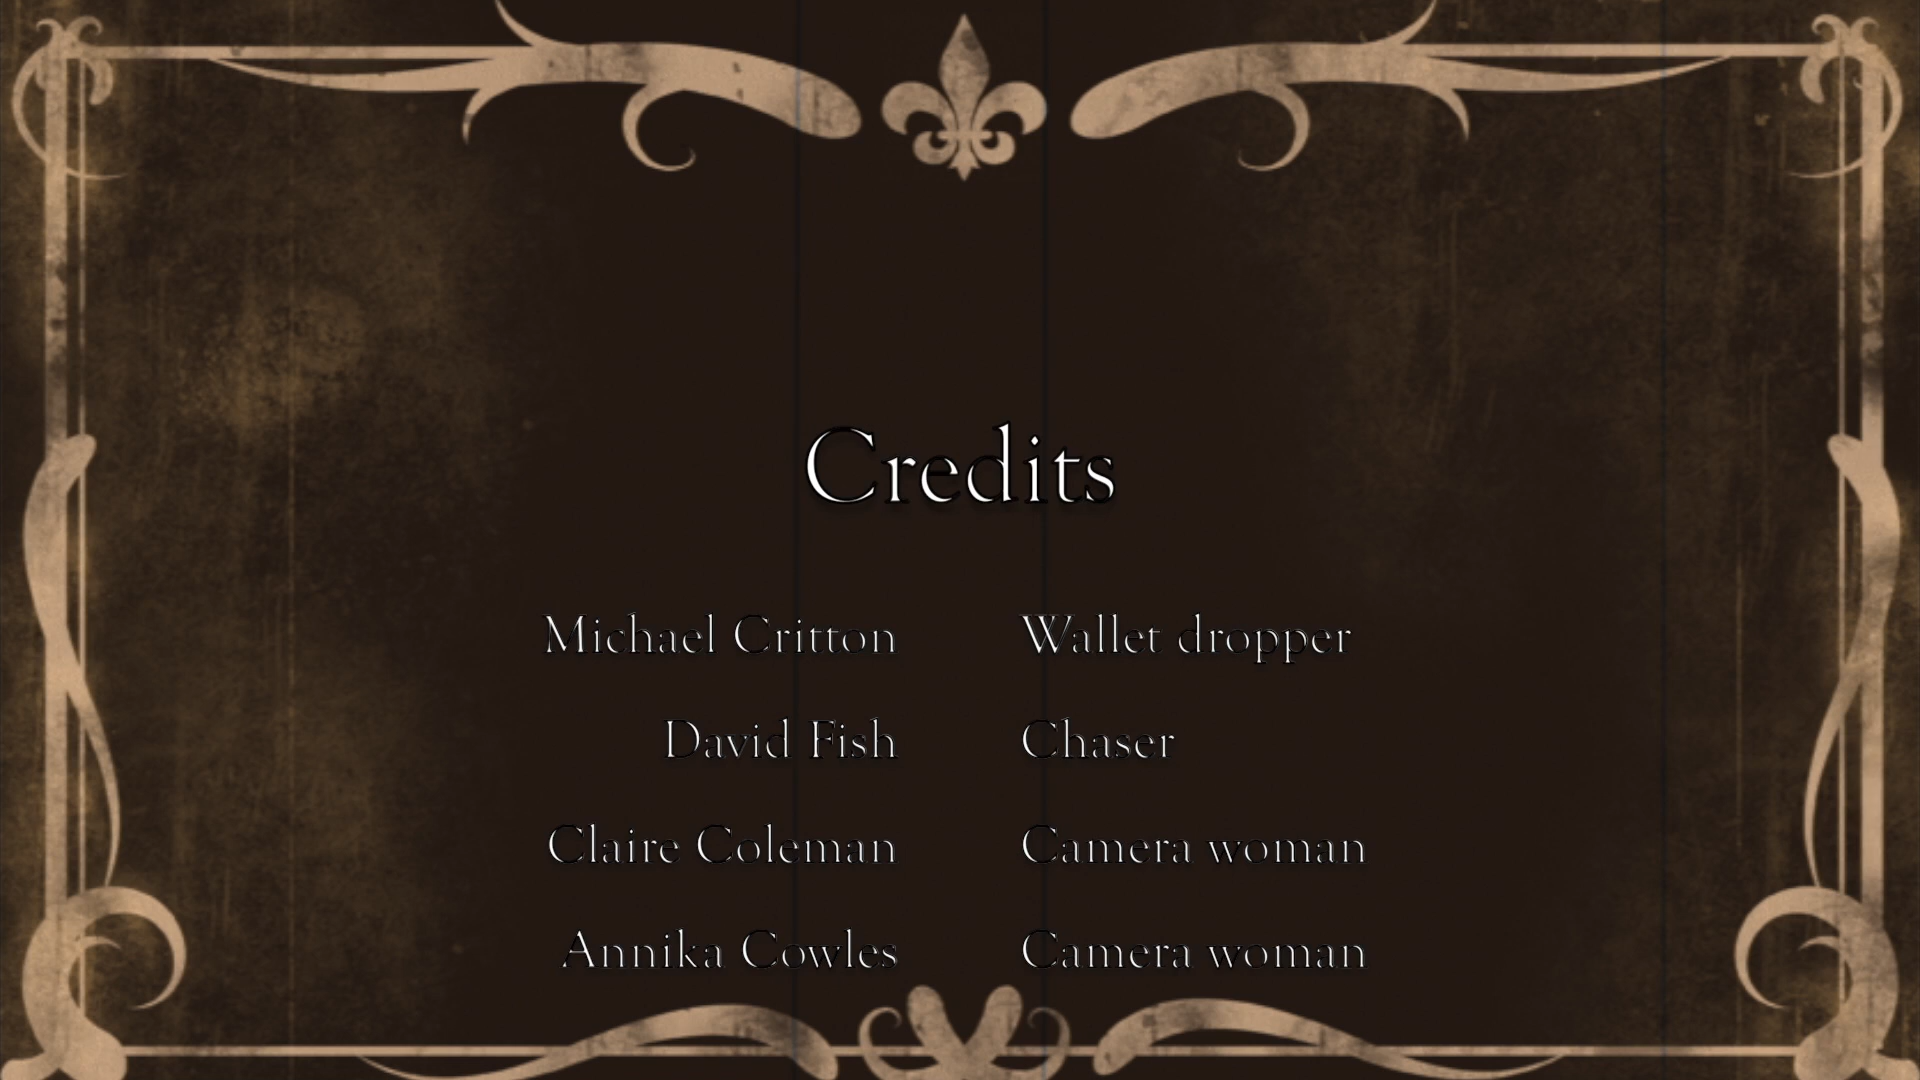 Credits
Michael Critton Wallet dropper
David Fish Chaser
Claire Coleman Camera woman
Annika Cowles Camera woman